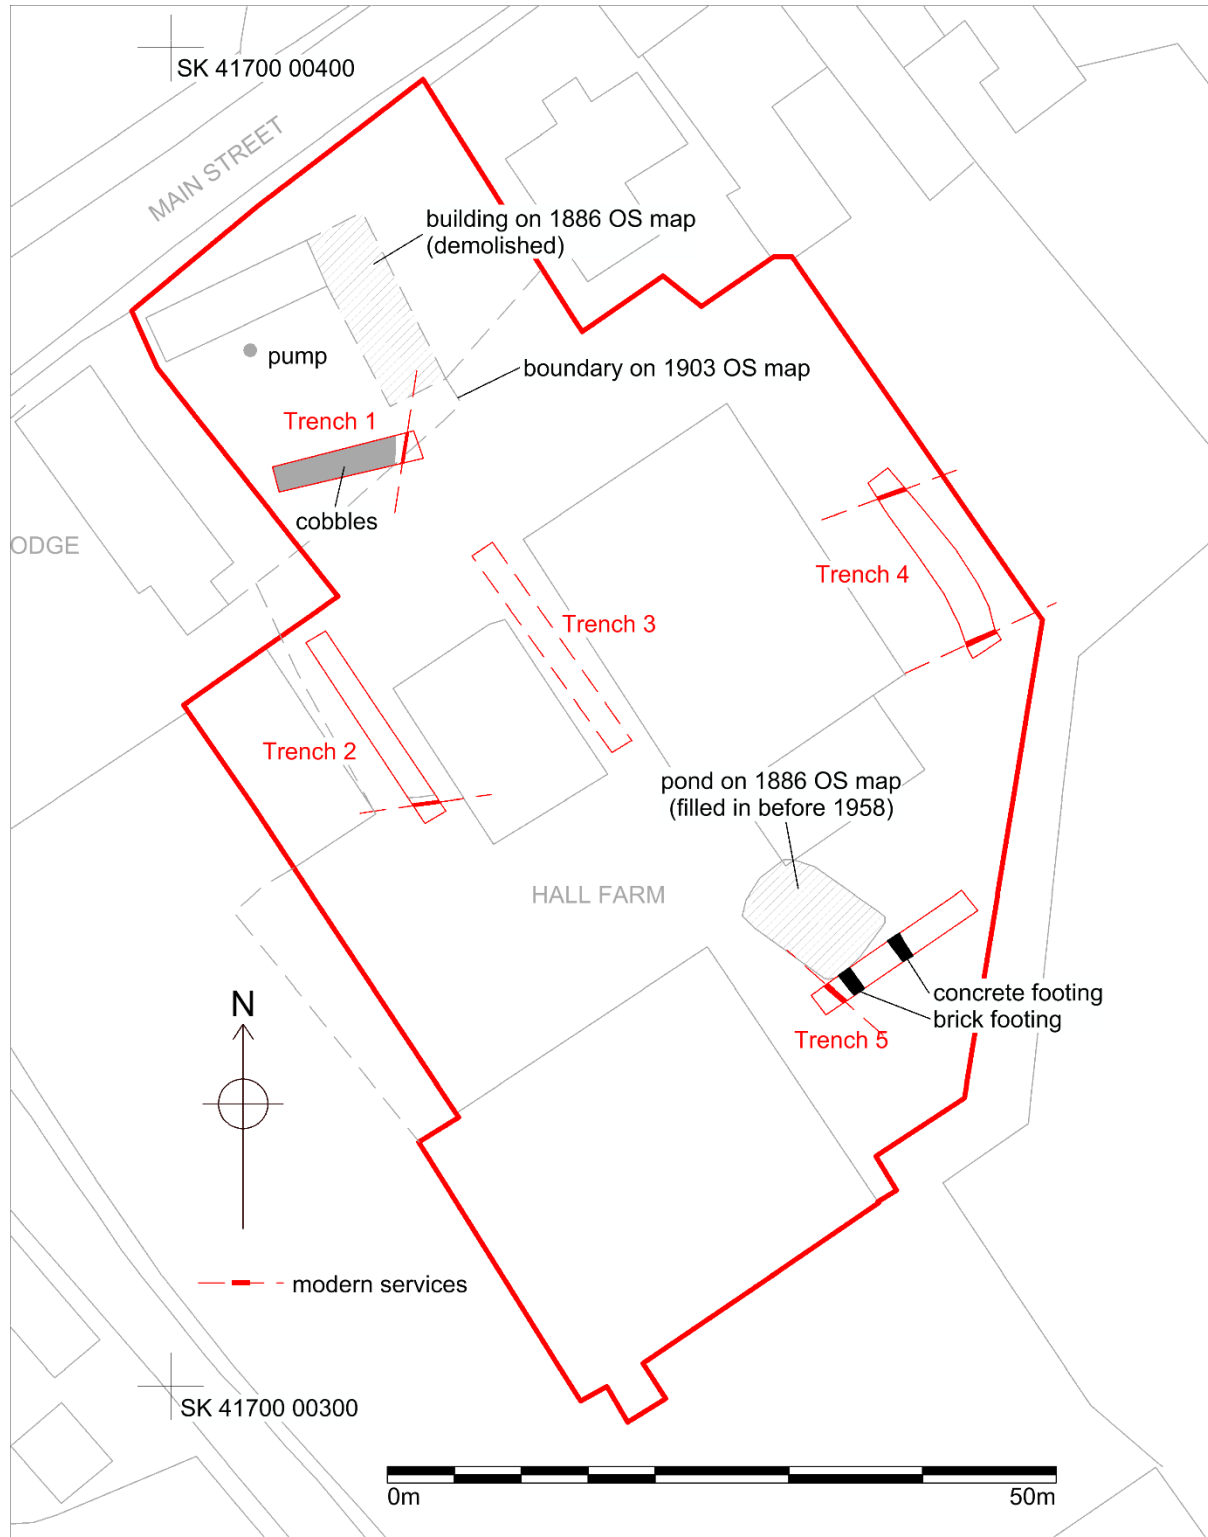 SK 41700 00400
MAIN STREET
building on 1886 OS map
(demolished)
pump
boundary on 1903 OS map
Trench 1
cobbles
ODGE
Trench 4
Trench 3
Trench 2
pond on 1886 OS map
(filled in before 1958)
HALL FARM
concrete footing
brick footing
Trench 5
N
modern services
SK 41700 00300
0m
50m